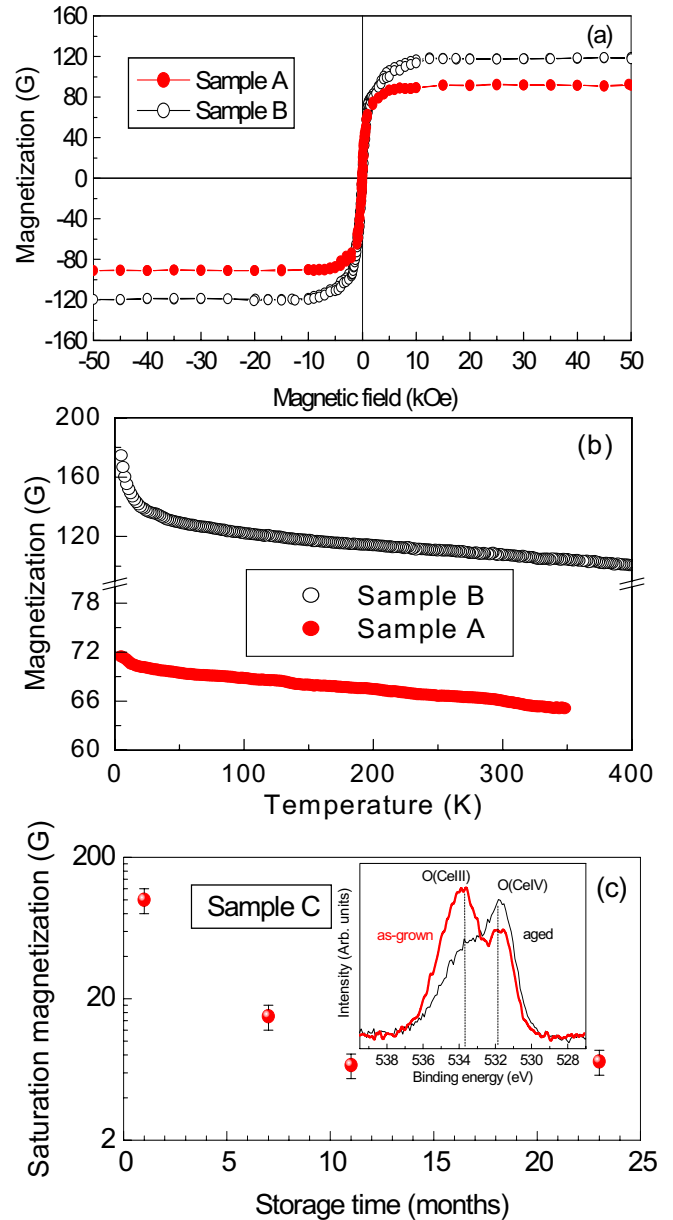 (a)
160
120
80
40
0
-40
-80
-120
-160
Magnetization (G)
Sample A
Sample B
-50 -40 -30 -20 -10 0 10 20 30 40 50
Magnetic field (kOe)
(b)
200
160
120
78
72
66
60
Magnetization (G)
Sample B
Sample A
0 100 200 300 400
Temperature (K)
(c)
200
20
2
Saturation magnetization (G)
Sample C
O(CeIII)
O(CeIV)
as-grown
aged
Intensity (Arb. units)
538 536 534 532 530 528
Binding energy (eV)
0 5 10 15 20 25
Storage time (months)